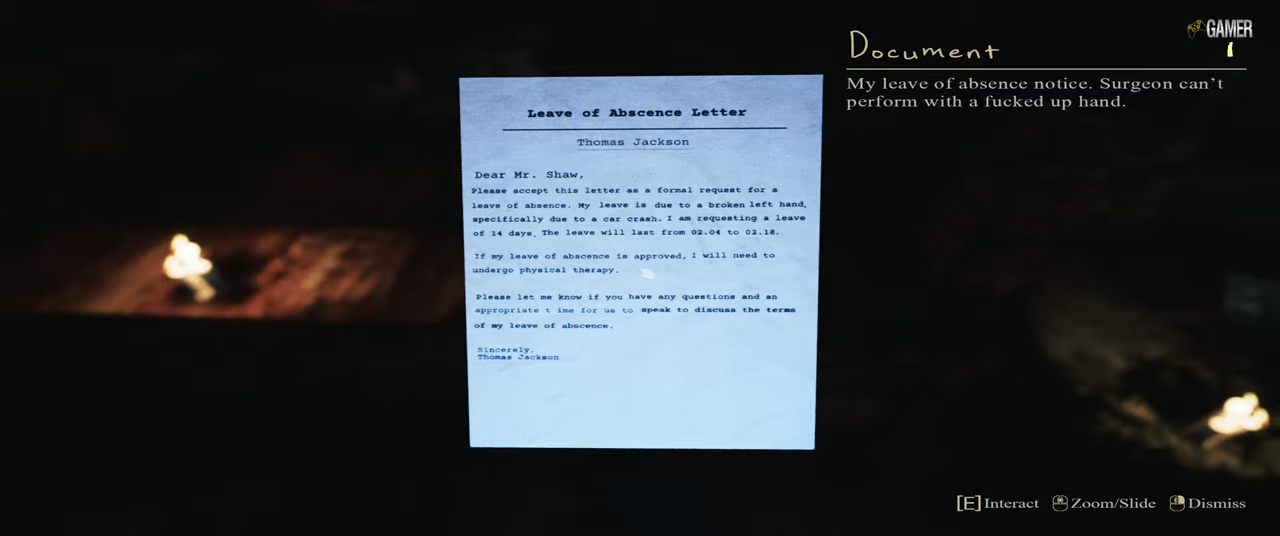 GAMER
Document
My leave of absence notice. Surgeon can't
perform with a fucked up hand.
Leave of Abscence Letter
Thomas Jackson
Dear Mr. Shaw,
Please accept this letter as a formal request for a
leave of absence. My leave is due to a broken left hand,
specifically due to a car crash. I am requesting a leave
of 14 days. The leave will last from 02.04 to 02.18.
If my leave of absence is approved, I will need to
undergo physical therapy.
Please let me know if you have any questions and an
appropriate t ime for us to speak to discuss the terms
of my leave of abscence.
Sincerely,
Thomas Jackson
[E]Interact Zoom/Slide Dismiss